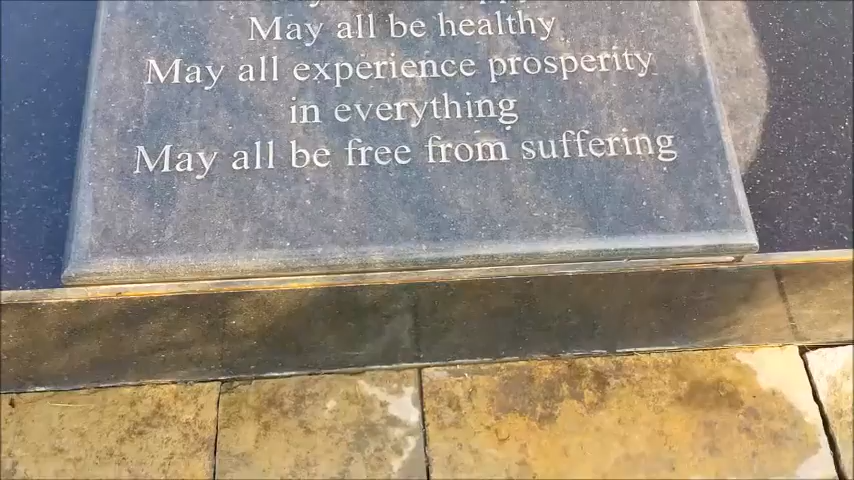 May all be healthy
May all experience prosperity
in everything
May all be free from suffering